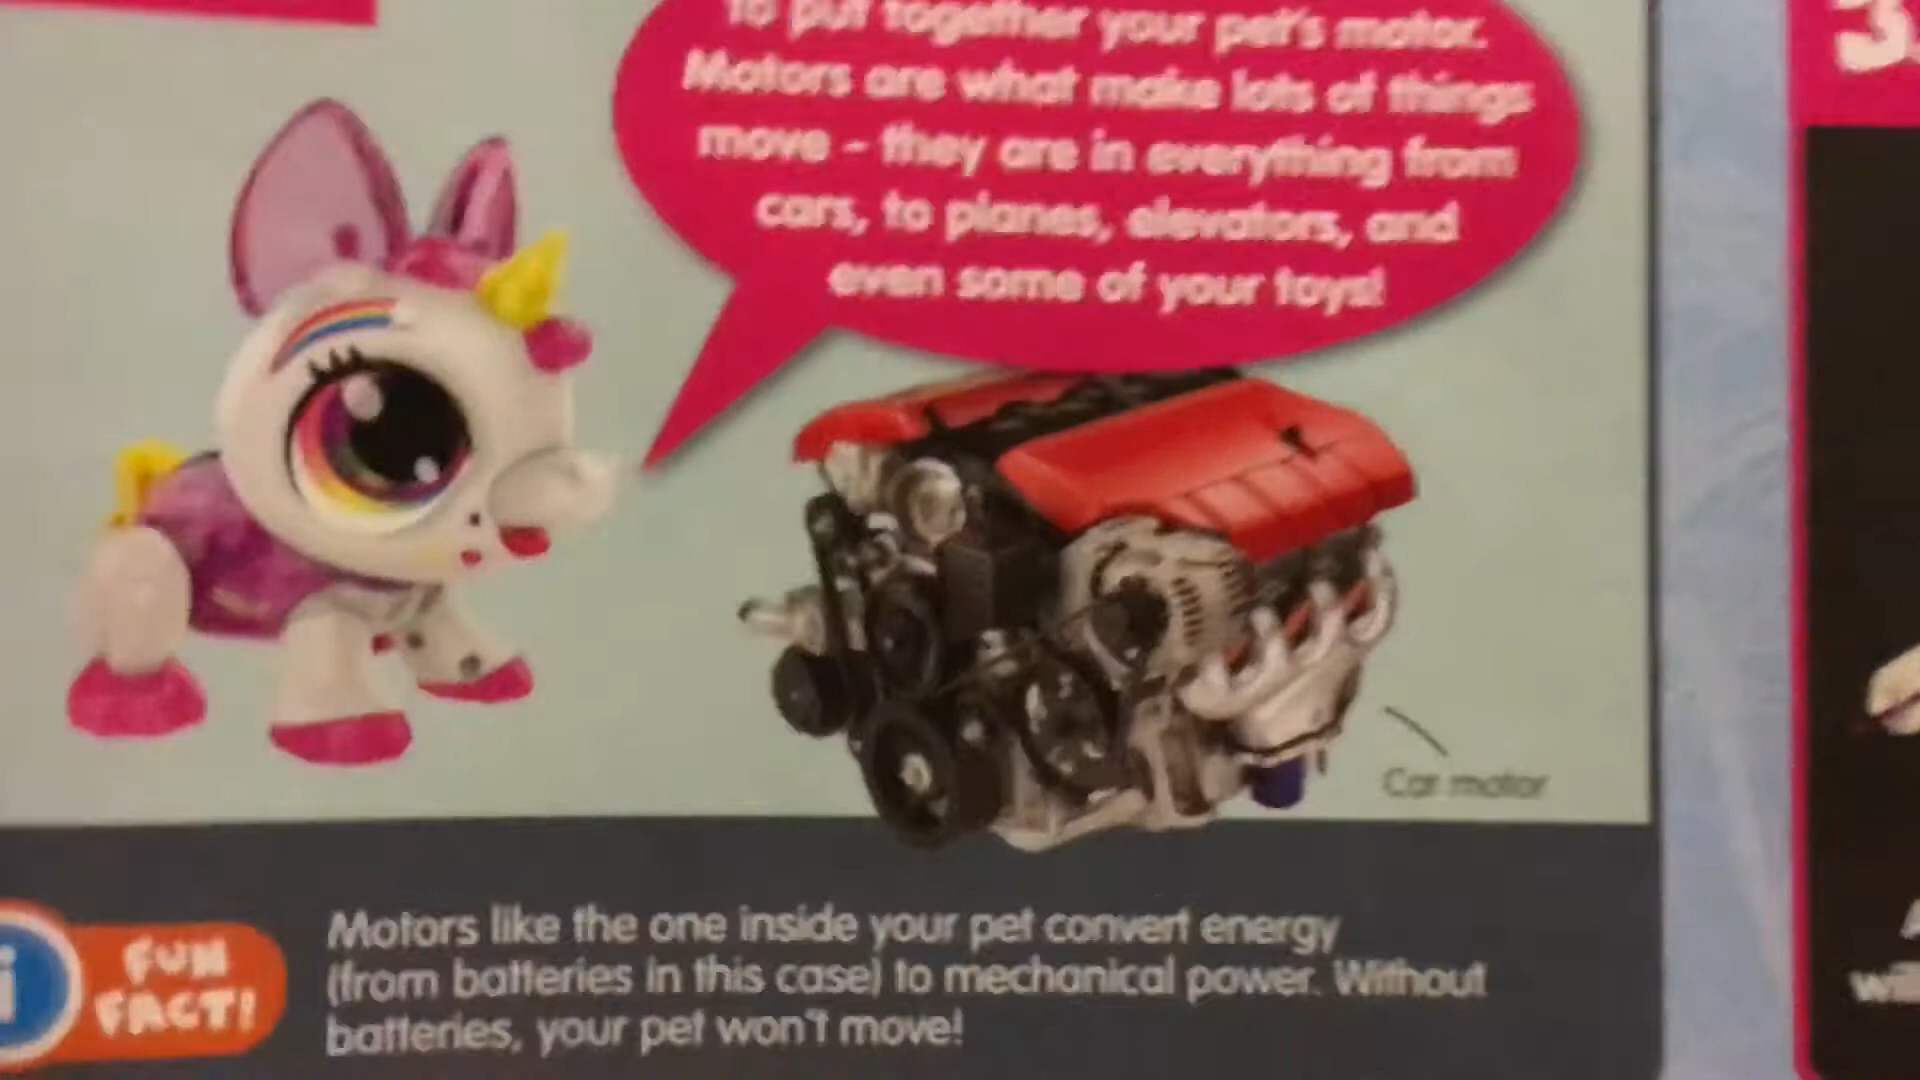 to put together your pet's motor.
Motors are what make lots of things
move – they are in everything from
cars, to planes, elevators, and
even some of your toys!
Car motor
i
FUN
FACT!
Motors like the one inside your pet convert energy
(from batteries in this case) to mechanical power. Without
batteries, your pet won't move!
3.